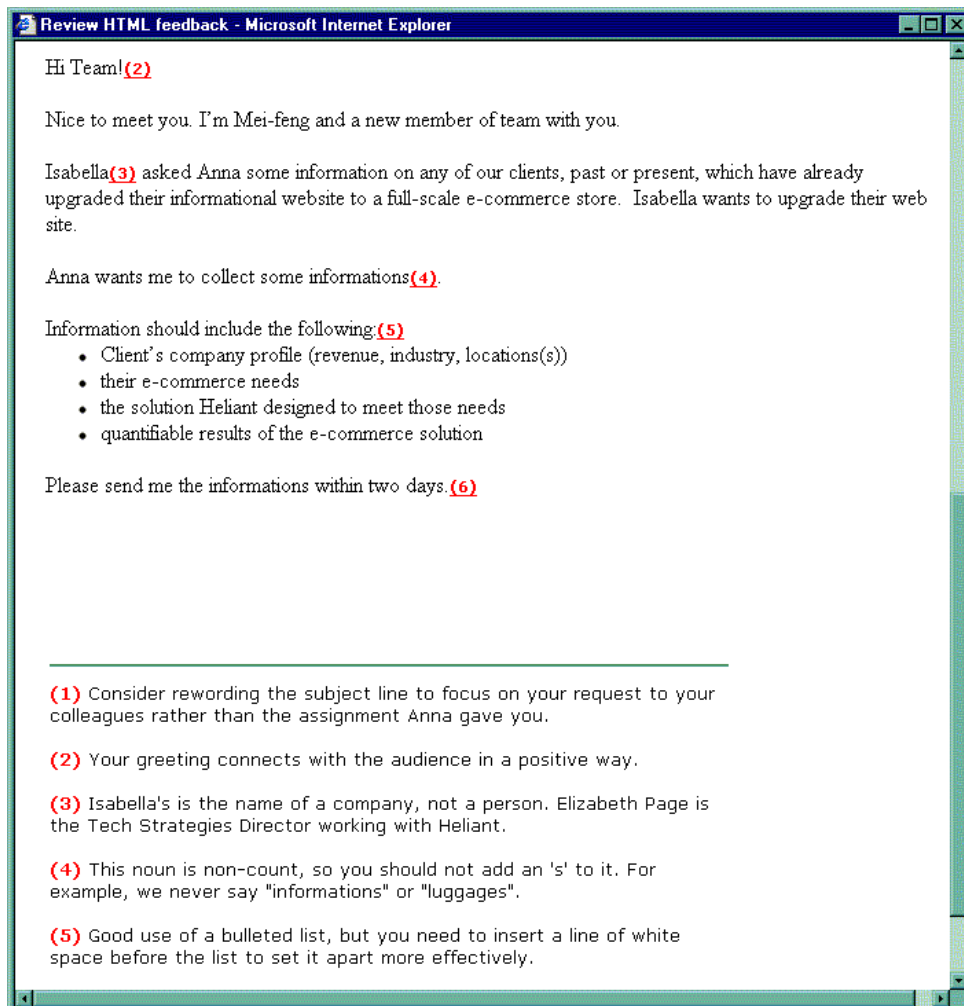 Review HTML feedback - Microsoft Internet Explorer
Hi Team!(2)
Nice to meet you. I'm Mei-feng and a new member of team with you.
Isabella(3) asked Anna some information on any of our clients, past or present, which have already
upgraded their informational website to a full-scale e-commerce store.  Isabella wants to upgrade their web
site.
Anna wants me to collect some informations(4).
Information should include the following:(5)
• Client's company profile (revenue, industry, locations(s))
• their e-commerce needs
• the solution Heliant designed to meet those needs
• quantifiable results of the e-commerce solution
Please send me the informations within two days.(6)
(1) Consider rewording the subject line to focus on your request to your
colleagues rather than the assignment Anna gave you.
(2) Your greeting connects with the audience in a positive way.
(3) Isabella's is the name of a company, not a person. Elizabeth Page is
the Tech Strategies Director working with Heliant.
(4) This noun is non-count, so you should not add an 's' to it. For
example, we never say "informations" or "luggages".
(5) Good use of a bulleted list, but you need to insert a line of white
space before the list to set it apart more effectively.